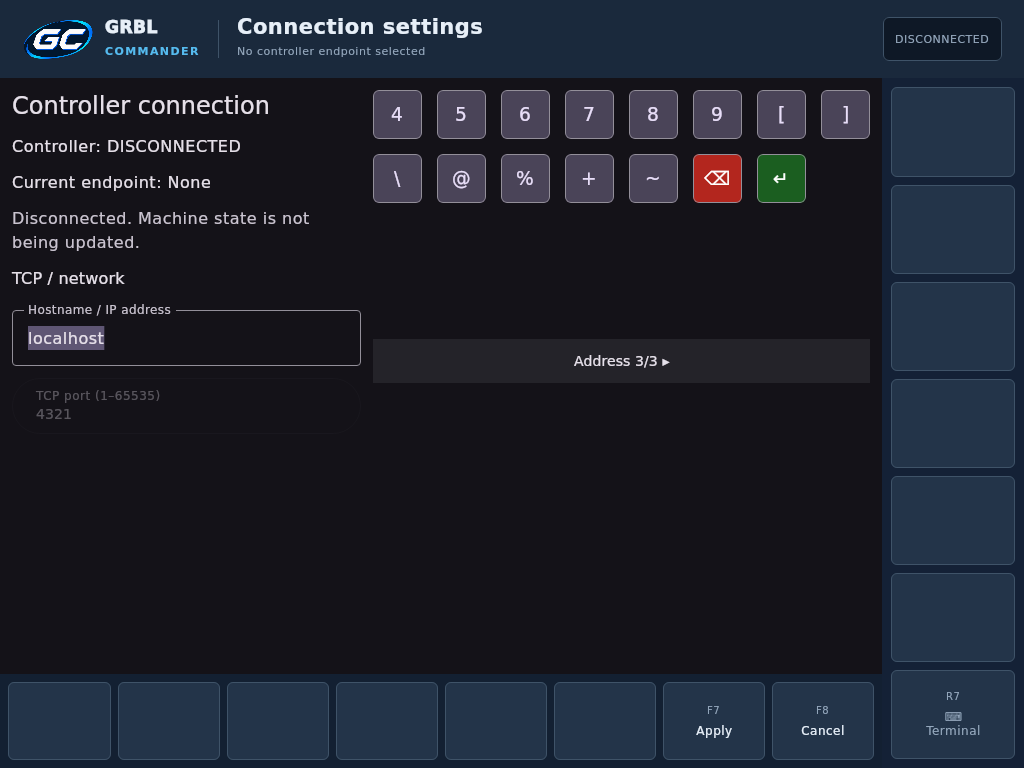 GC
GRBL
COMMANDER
Connection settings
No controller endpoint selected
DISCONNECTED
Controller connection
Controller: DISCONNECTED
Current endpoint: None
Disconnected. Machine state is not
being updated.
TCP / network
Hostname / IP address
localhost
TCP port (1–65535)
4321
4 5 6 7 8 9 [ ]
\ @ % + ~ ⌫ ↵
Address 3/3 ▸
F7
Apply
F8
Cancel
R7
⌨
Terminal